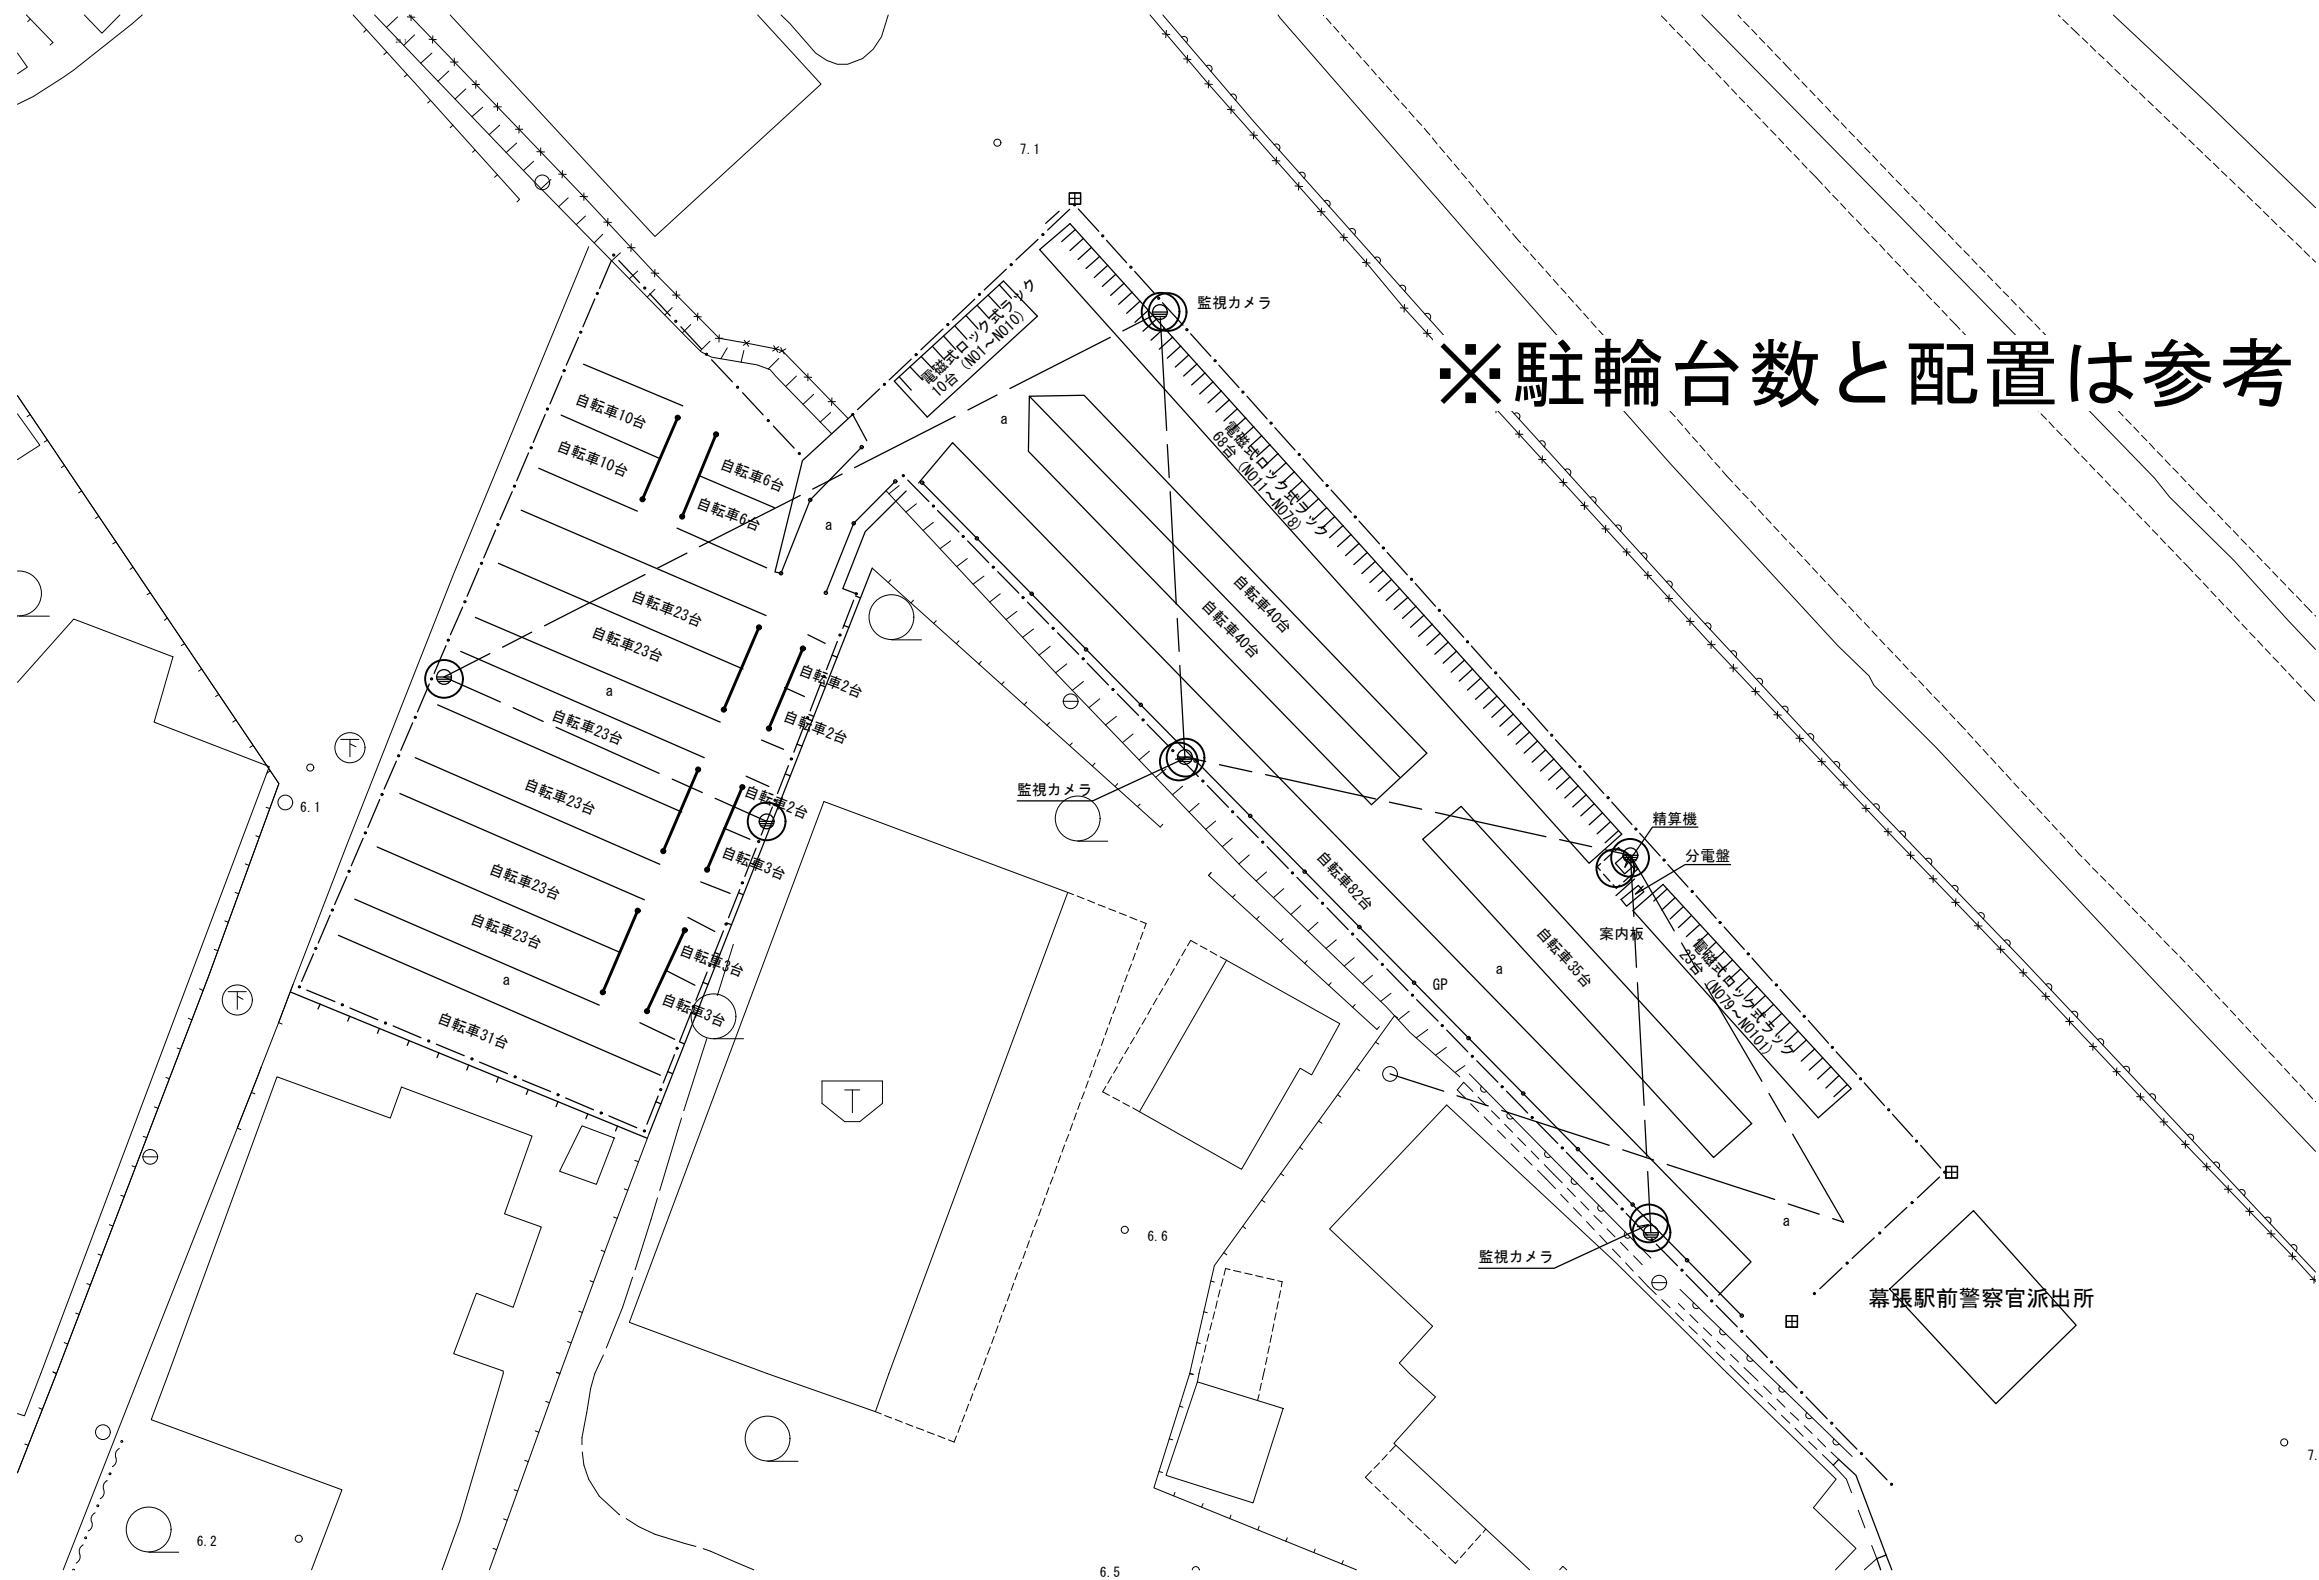 7.1
監視カメラ
※駐輪台数と配置は参考
電磁式ロック式ラック
10台 (NO1～NO10)
電磁式ロック式ラック
68台 (NO11～NO78)
自転車10台
自転車10台
自転車6台
自転車6台
a
a
自転車23台
自転車23台
a
自転車2台
自転車2台
自転車40台
自転車40台
自転車23台
自転車23台
自転車2台
自転車3台
下
6.1
監視カメラ
精算機
分電盤
案内板
自転車82台
自転車35台
電磁式ロック式ラック
23台 (NO79～NO101)
GP
a
自転車23台
自転車23台
a
自転車3台
自転車3台
自転車31台
下
T
6.6
監視カメラ
a
幕張駅前警察官派出所
7.
6.2
6.5